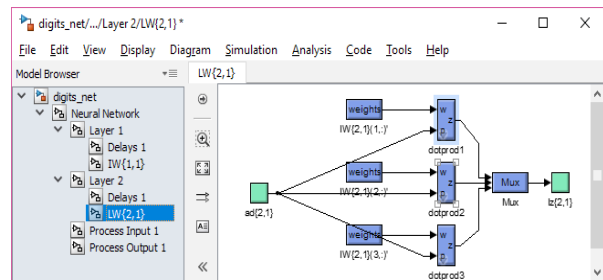 digits_net/.../Layer 2/LW{2,1} *
File Edit View Display Diagram Simulation Analysis Code Tools Help
Model Browser
LW{2,1}
digits_net
Neural Network
Layer 1
Delays 1
IW{1,1}
Layer 2
Delays 1
LW{2,1}
Process Input 1
Process Output 1
weights
IW{2,1}(1,:)'
w
z
p
dotprod1
weights
IW{2,1}(2,:)'
w
z
p
dotprod2
weights
IW{2,1}(3,:)'
w
z
p
dotprod3
ad{2,1}
Mux
Mux
lz{2,1}